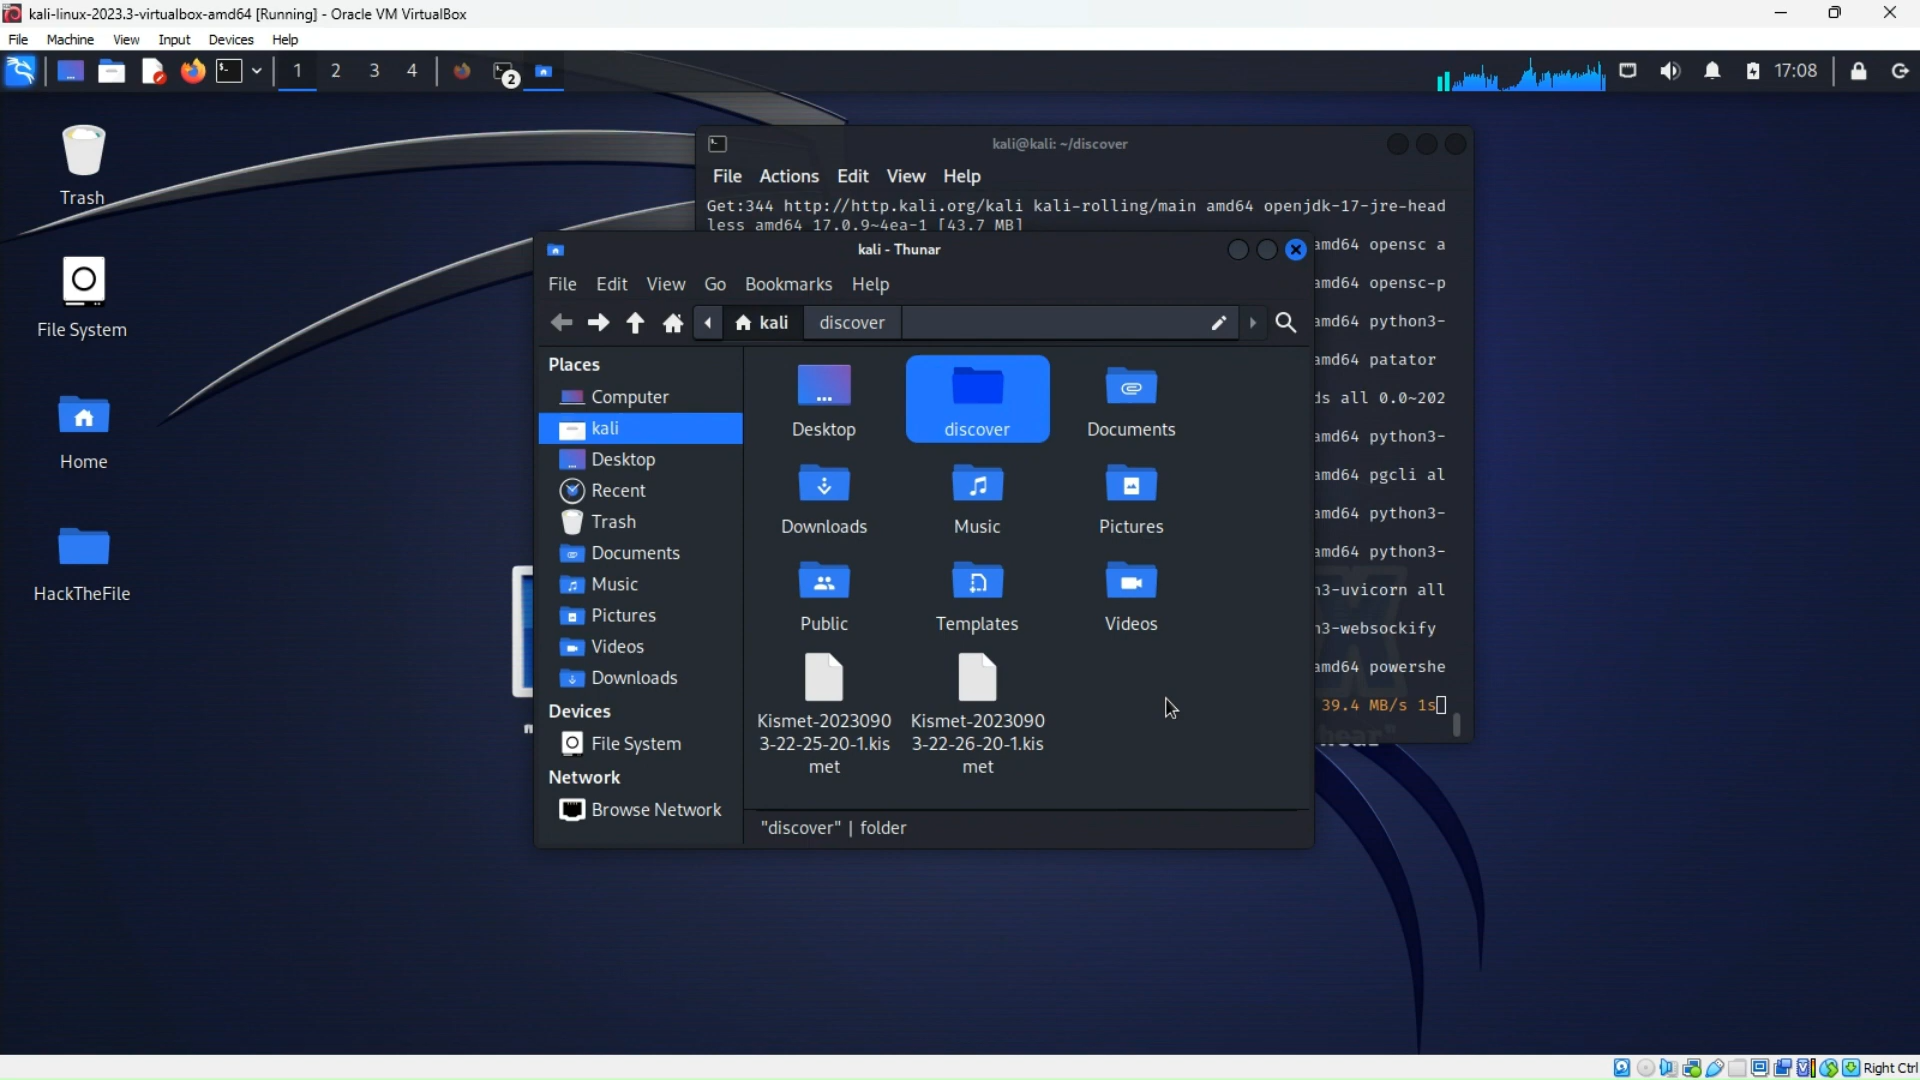 kali-linux-2023.3-virtualbox-amd64 [Running] - Oracle VM VirtualBox
File Machine View Input Devices Help
1 2 3 4 2 17:08
Trash
File System
Home
HackTheFile
kali@kali: ~/discover
File Actions Edit View Help
Get:344 http://http.kali.org/kali kali-rolling/main amd64 openjdk-17-jre-head
less amd64 17.0.9~4ea-1 [43.7 MB]
amd64 opensc a
amd64 opensc-p
amd64 python3-
amd64 patator
ds all 0.0~202
amd64 python3-
amd64 pgcli al
amd64 python3-
amd64 python3-
n3-uvicorn all
n3-websockify
amd64 powershe
39.4 MB/s 1s
hear"
kali - Thunar
File Edit View Go Bookmarks Help
kali discover
Places
Computer
kali
Desktop
Recent
Trash
Documents
Music
Pictures
Videos
Downloads
Devices
File System
Network
Browse Network
Desktop discover Documents
Downloads Music Pictures
Public Templates Videos
Kismet-2023090
3-22-25-20-1.kis
met
Kismet-2023090
3-22-26-20-1.kis
met
"discover" | folder
Right Ctrl